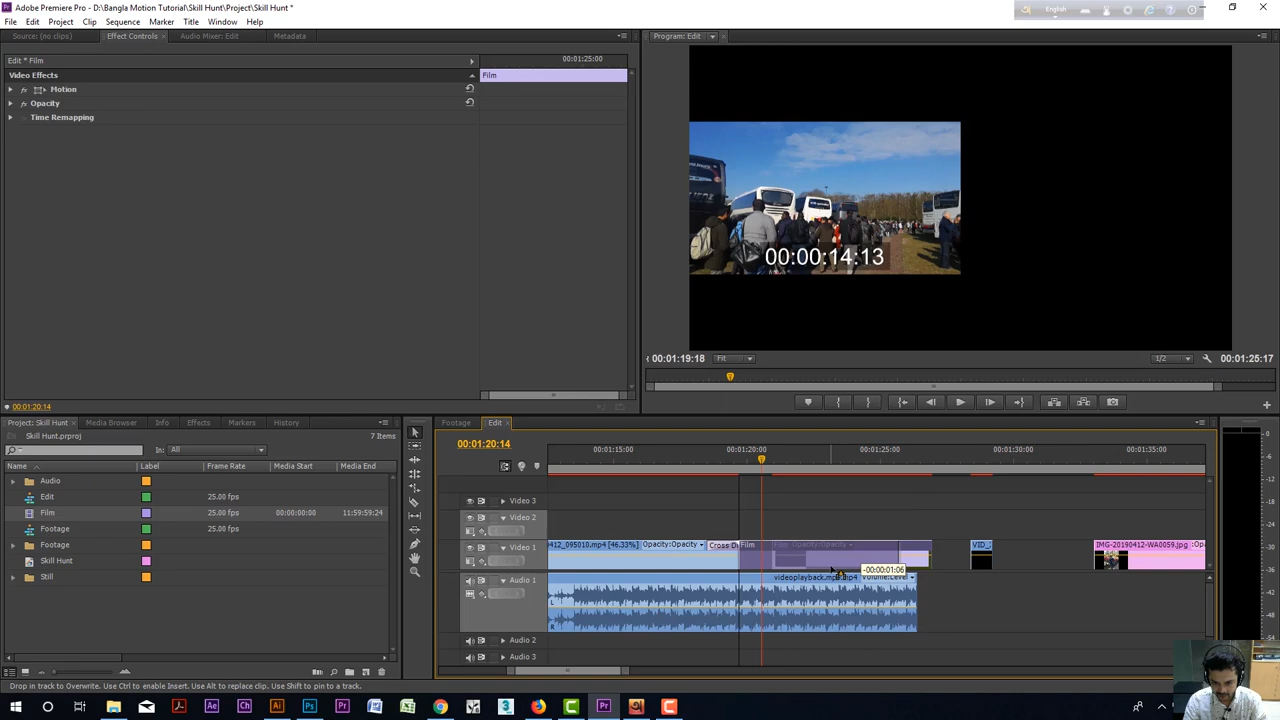 Adobe Premiere Pro - D:\Bangla Motion Tutorial\Skill Hunt\Project\Skill Hunt *
English
File Edit Project Clip Sequence Marker Title Window Help
Source: (no clips) Effect Controls Audio Mixer: Edit Metadata
Program: Edit
Edit * Film 00:01:25:00
Video Effects Film
Motion
Opacity
Time Remapping
00:00:14:13
00:01:19:18 Fit 1/2 00:01:25:17
00:01:20:14
Project: Skill Hunt Media Browser Info Effects Markers History
Footage Edit
Skill Hunt.prproj 7 Items
In: All
00:01:20:14
00:01:15:00 00:01:20:00 00:01:25:00 00:01:30:00 00:01:35:00
Name Label Frame Rate Media Start Media End
Audio
Edit 25.00 fps
Film 25.00 fps 00:00:00:00 11:59:59:24
Footage 25.00 fps
Footage
Skill Hunt
Still
Video 3
Video 2
Video 1 412_095010.mp4 [46.33%] Opacity:Opacity Cross D Film Film Opacity:Opacity VID_ IMG-20190412-WA0059.jpg
-00:00:01:06
Audio 1 videoplayback.mp4 Volume:Level
L
R
Audio 2
Audio 3
Drop in track to Overwrite. Use Ctrl to enable Insert. Use Alt to replace clip. Use Shift to pin to a track.